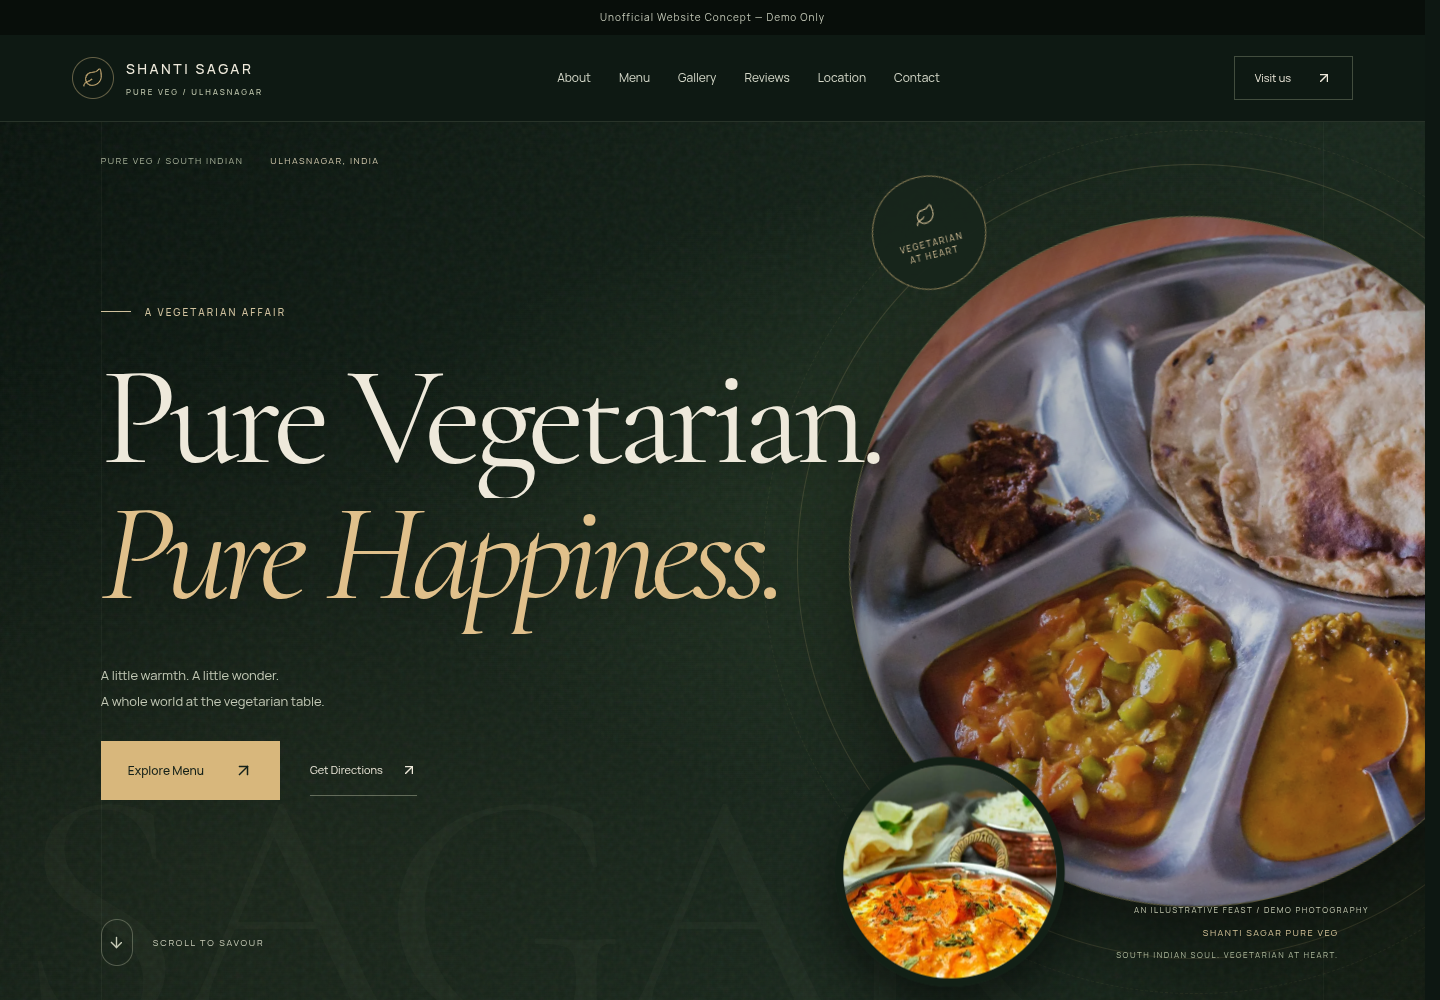 Unofficial Website Concept — Demo Only
SHANTI SAGAR
PURE VEG / ULHASNAGAR
About Menu Gallery Reviews Location Contact
Visit us
PURE VEG / SOUTH INDIAN ULHASNAGAR, INDIA
VEGETARIAN
AT HEART
A VEGETARIAN AFFAIR
Pure Vegetarian.
Pure Happiness.
A little warmth. A little wonder.
A whole world at the vegetarian table.
Explore Menu
Get Directions
SAGA
SCROLL TO SAVOUR
AN ILLUSTRATIVE FEAST / DEMO PHOTOGRAPHY
SHANTI SAGAR PURE VEG
SOUTH INDIAN SOUL. VEGETARIAN AT HEART.